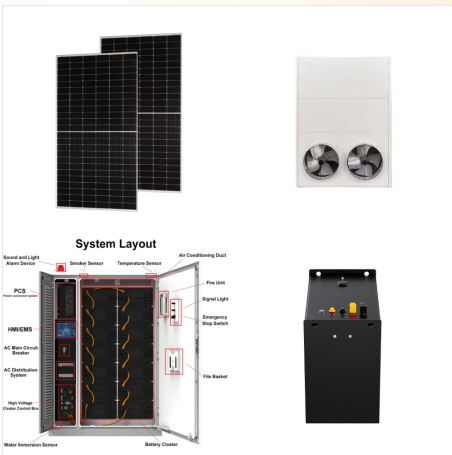 System Layout
Sound and Light
Alarm Device
Smoker Sensor
Temperature Sensor
Air Conditioning Duct
PCS
Power conversion system
HMI/EMS
AC Main Circuit
Breaker
AC Distribution
System
High Voltage
Cluster Control Box
Water Immersion Sensor
Battery Cluster
Fire Unit
Signal Light
Emergency
Stop Switch
File Basket